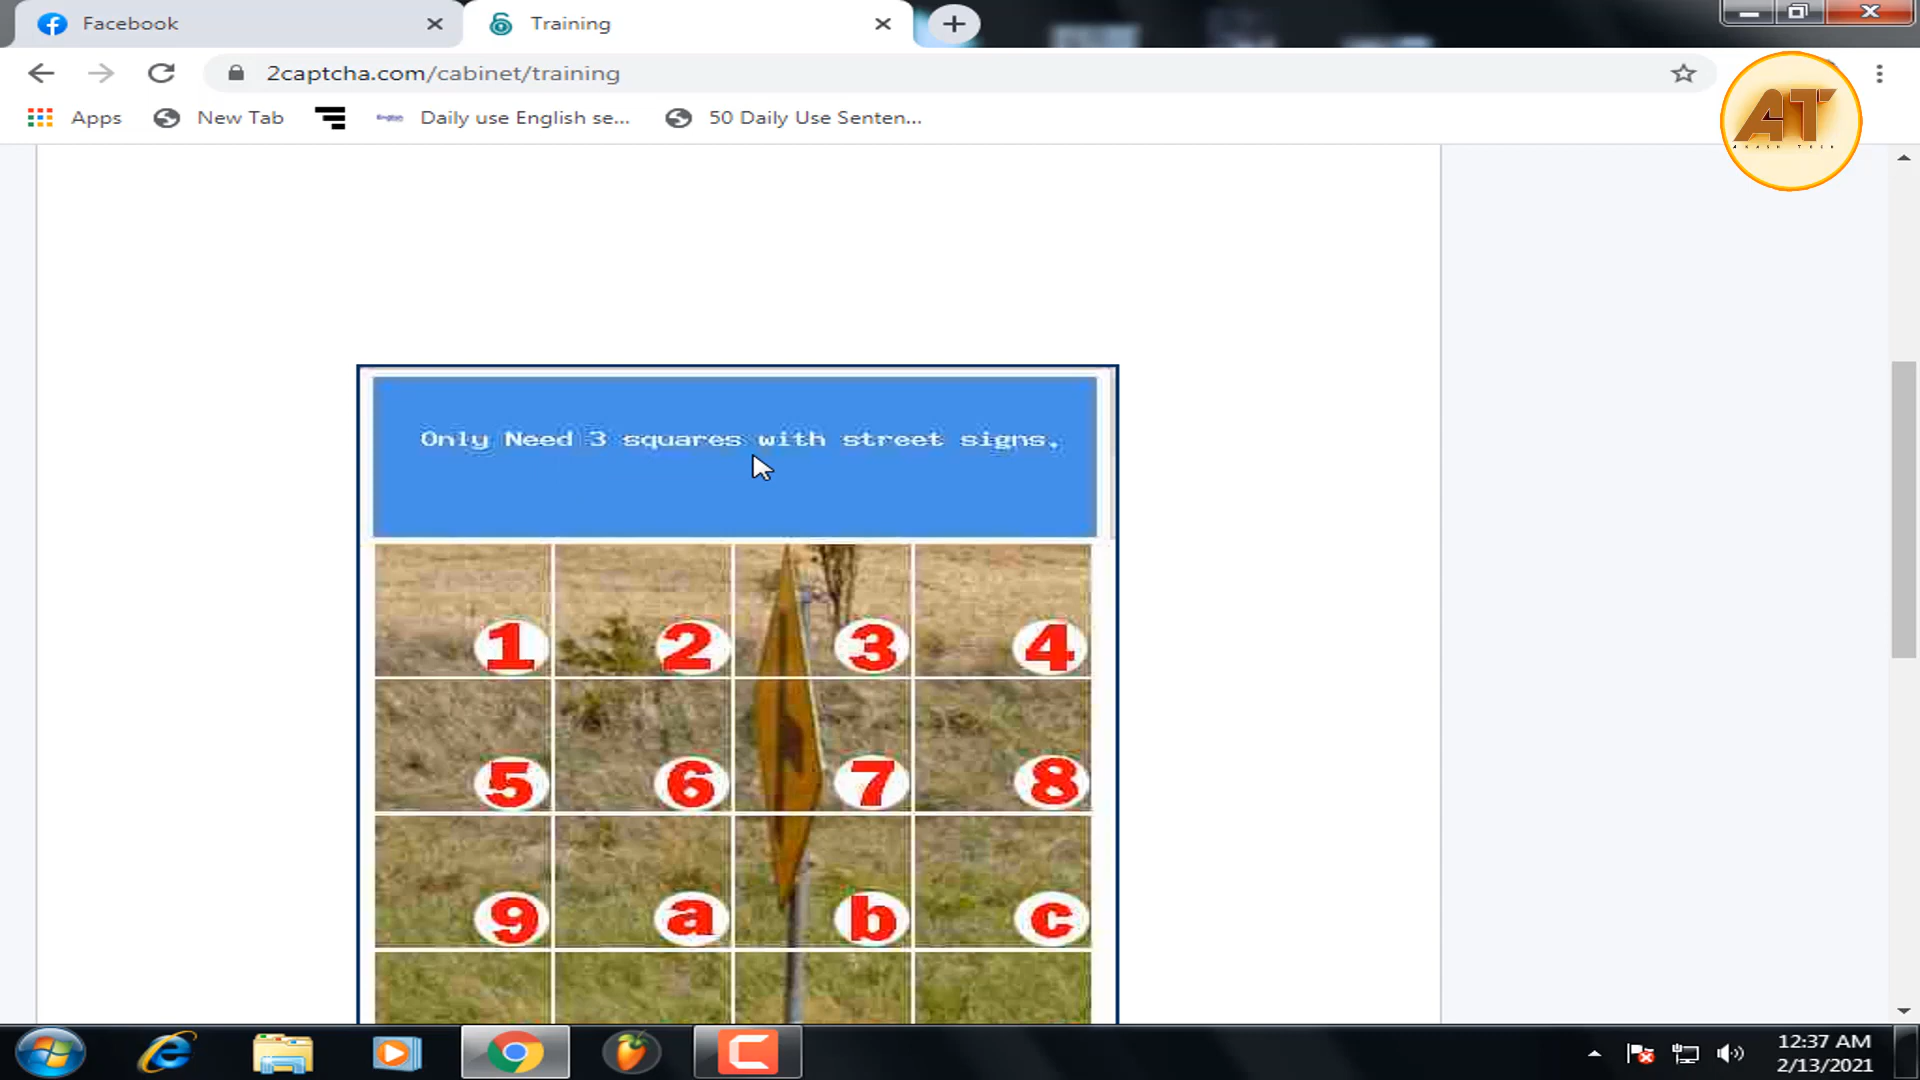 Facebook
Training
2captcha.com/cabinet/training
Apps
New Tab
Daily use English se...
50 Daily Use Senten...
AT
Only Need 3 squares with street signs.
1 2 3 4
5 6 7 8
9 a b c
12:37 AM
2/13/2021